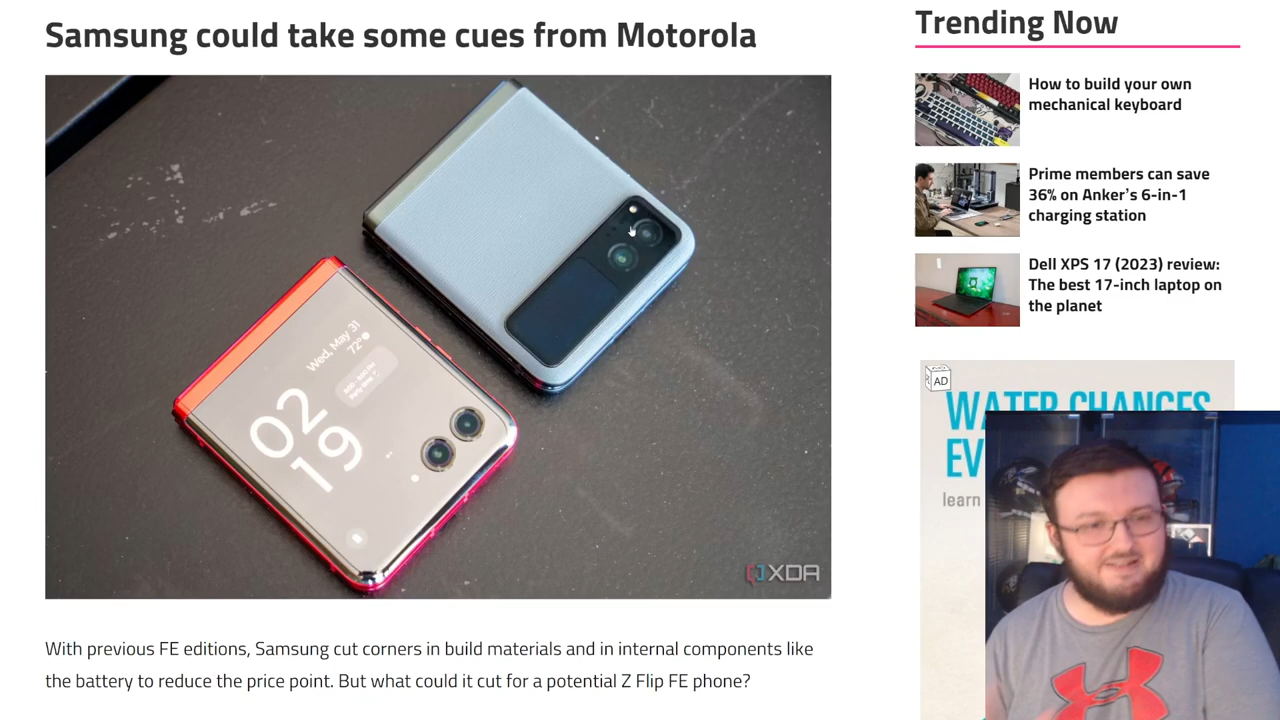 Samsung could take some cues from Motorola
Wed, May 31
72°
02
19
XDA
With previous FE editions, Samsung cut corners in build materials and in internal components like
the battery to reduce the price point. But what could it cut for a potential Z Flip FE phone?
Trending Now
How to build your own
mechanical keyboard
Prime members can save
36% on Anker’s 6-in-1
charging station
Dell XPS 17 (2023) review:
The best 17-inch laptop on
the planet
AD
WATER CHANGES
EV
learn